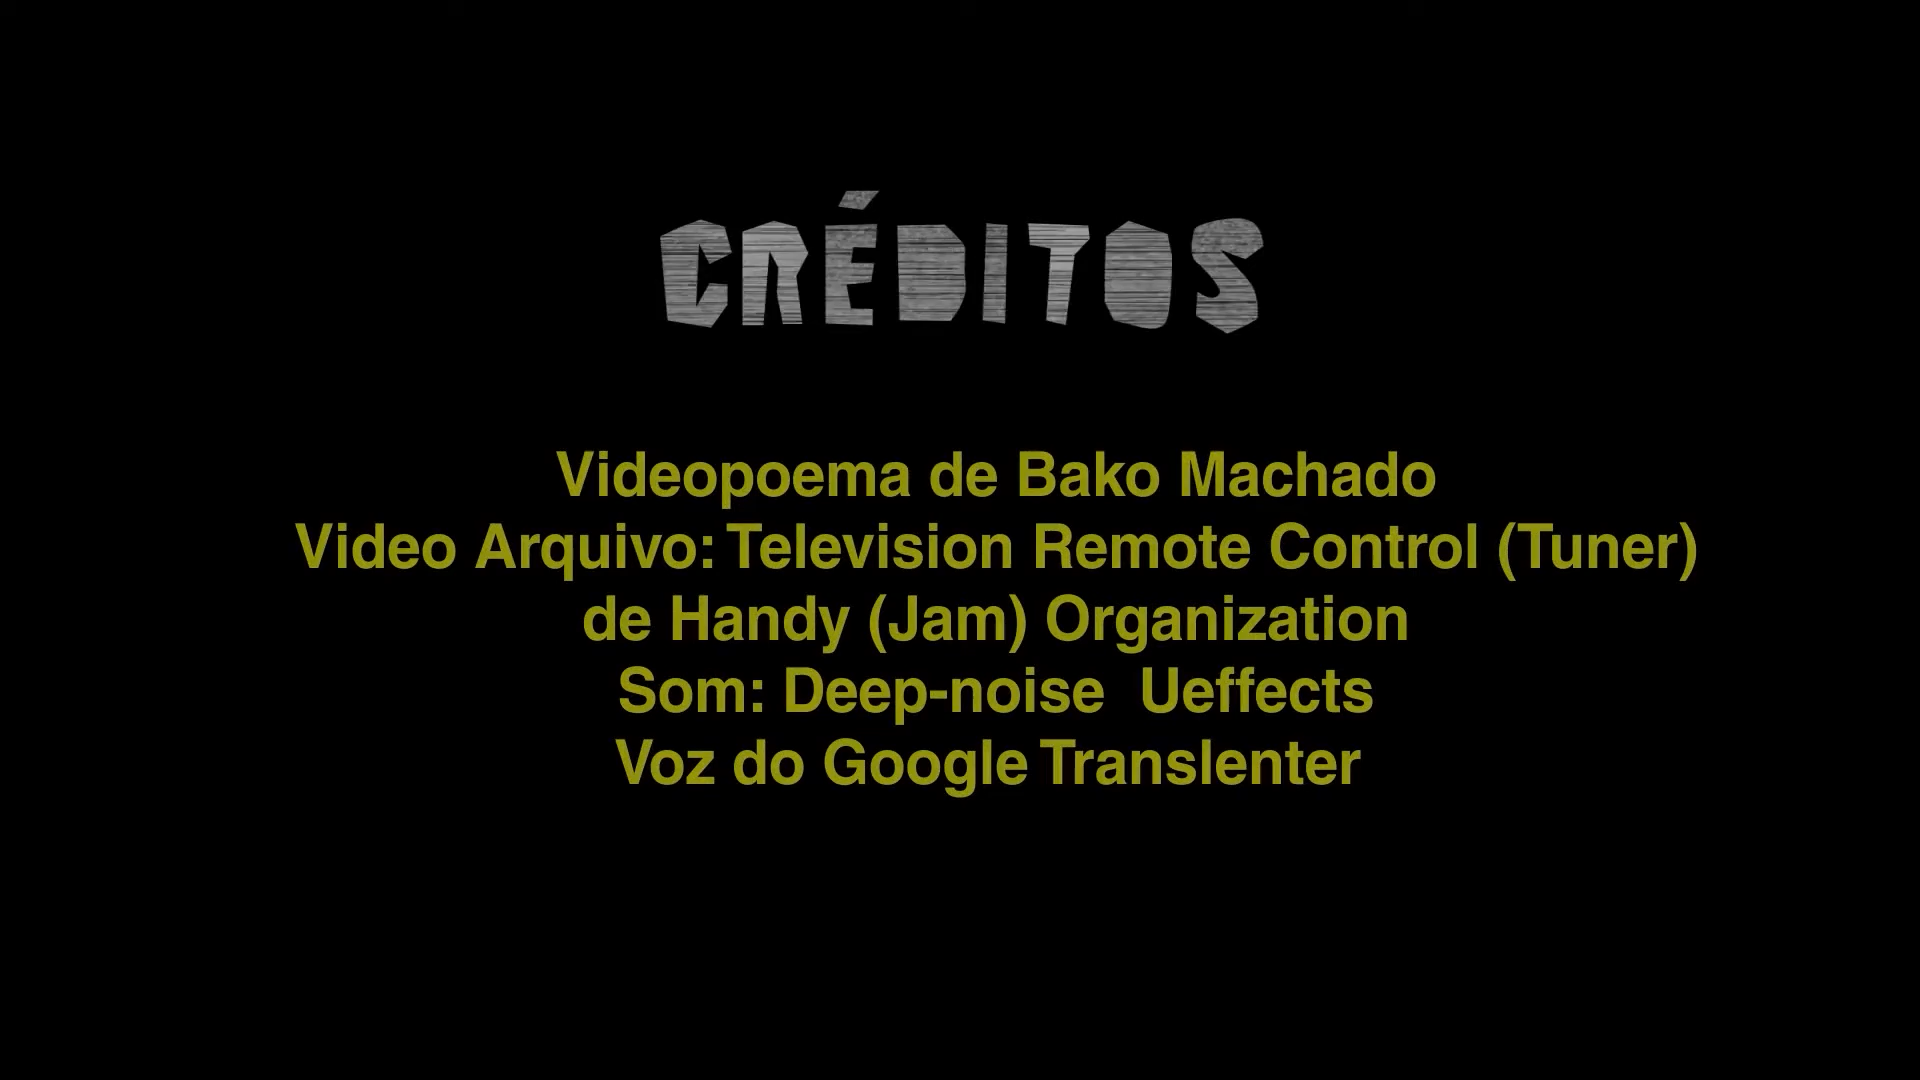 CRÉDITOS
Videopoema de Bako Machado
Video Arquivo: Television Remote Control (Tuner)
de Handy (Jam) Organization
Som: Deep-noise  Ueffects
Voz do Google Translenter